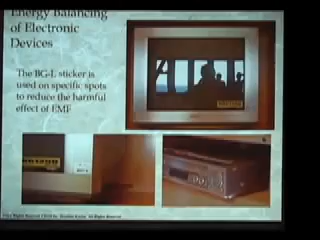 Energy Balancing
of Electronic
Devices
The BG-L sticker is
used on specific spots
to reduce the harmful
effect of EMF